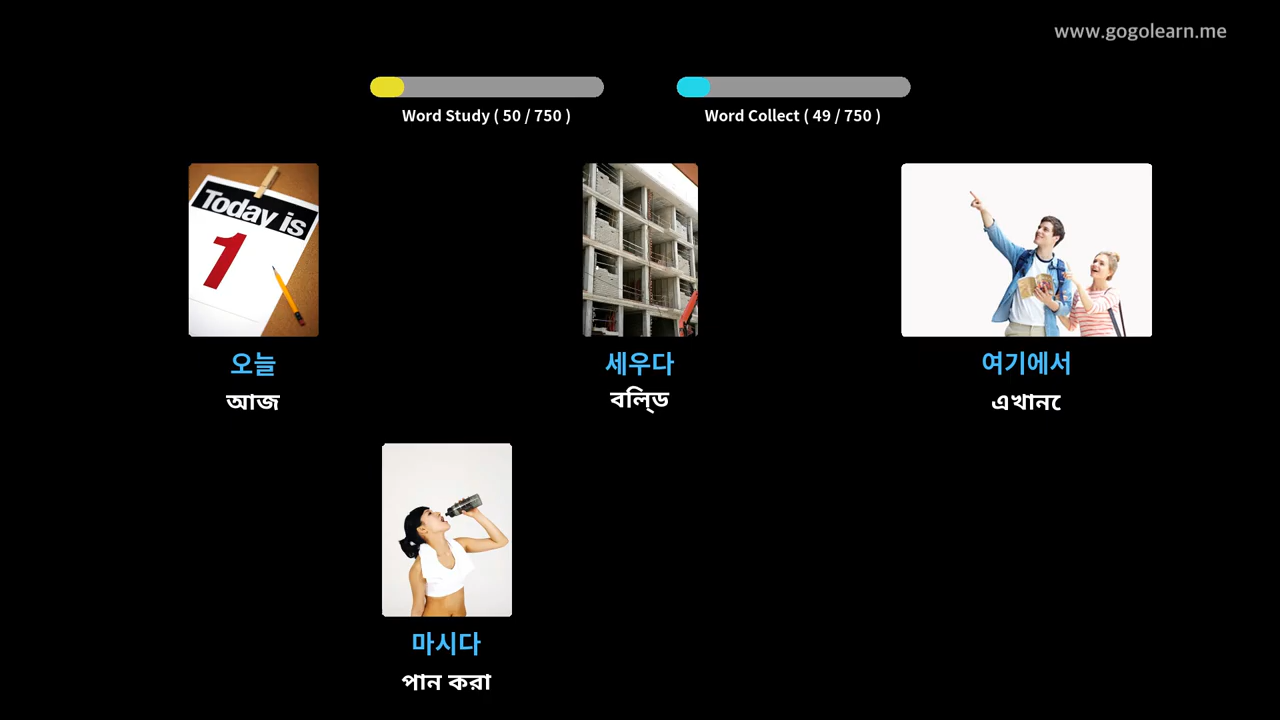 www.gogolearn.me
Word Study ( 50 / 750 )
Word Collect ( 49 / 750 )
Today is
1
오늘
세우다
여기에서
আজ
বিল্ড
এখানে
마시다
পান করা